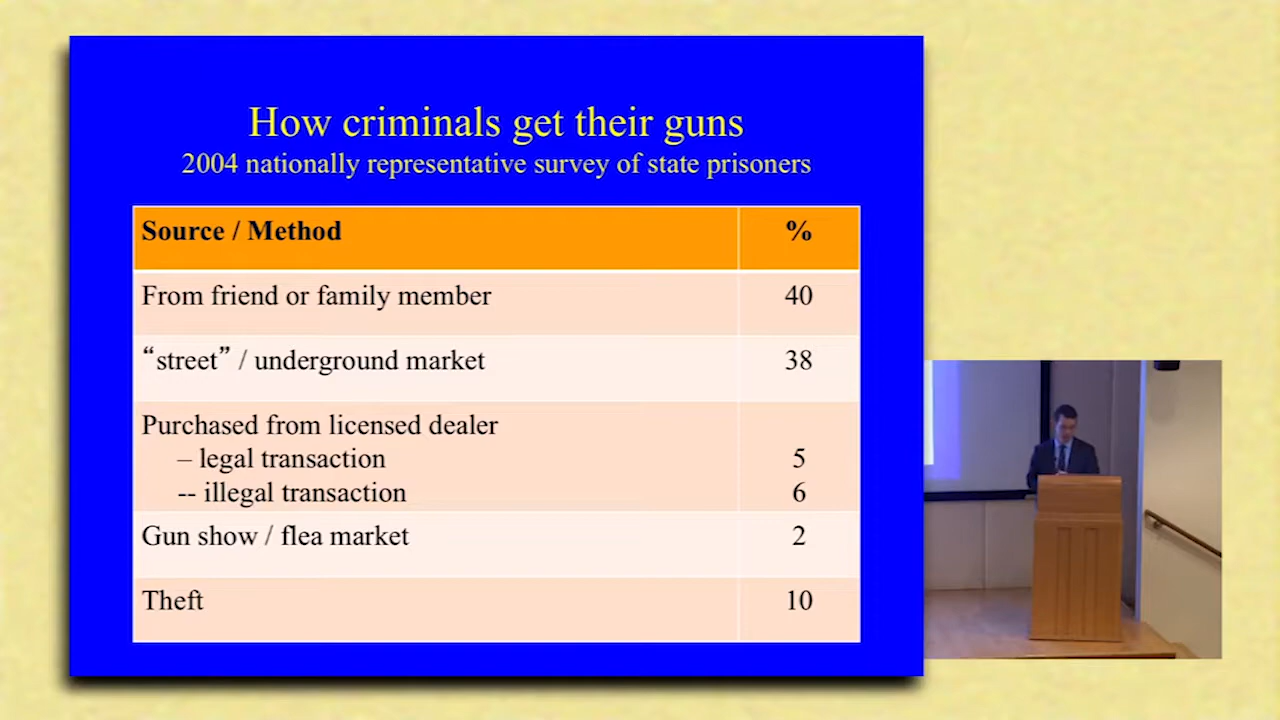 How criminals get their guns
2004 nationally representative survey of state prisoners
Source / Method %
From friend or family member 40
“street” / underground market 38
Purchased from licensed dealer
– legal transaction 5
-- illegal transaction 6
Gun show / flea market 2
Theft 10